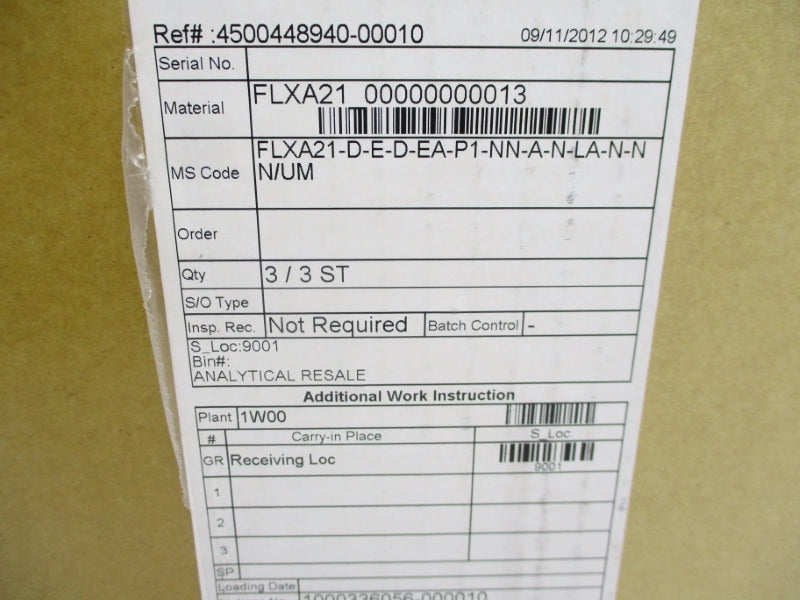 Ref# :4500448940-00010 09/11/2012 10:29:49
Serial No.
Material FLXA21 00000000013
MS Code FLXA21-D-E-D-EA-P1-NN-A-N-LA-N-N
N/UM
Order
Qty 3 / 3 ST
S/O Type
Insp. Rec. Not Required Batch Control -
S_Loc:9001
Bin#:
ANALYTICAL RESALE
Additional Work Instruction
Plant 1W00
# Carry-in Place S_Loc
GR Receiving Loc 9001
1
2
3
SP
Loading Date
1000336056-000010